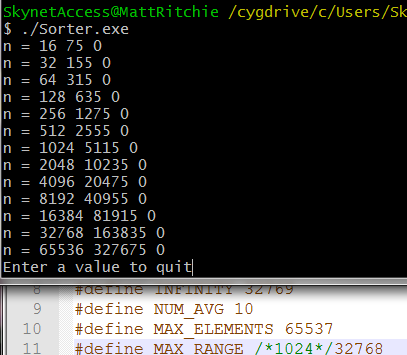 SkynetAccess@MattRitchie /cygdrive/c/Users/Sk
$ ./Sorter.exe
n = 16 75 0
n = 32 155 0
n = 64 315 0
n = 128 635 0
n = 256 1275 0
n = 512 2555 0
n = 1024 5115 0
n = 2048 10235 0
n = 4096 20475 0
n = 8192 40955 0
n = 16384 81915 0
n = 32768 163835 0
n = 65536 327675 0
Enter a value to quit
8 #define INFINITY 32769
9 #define NUM_AVG 10
10 #define MAX_ELEMENTS 65537
11 #define MAX_RANGE /*1024*/32768